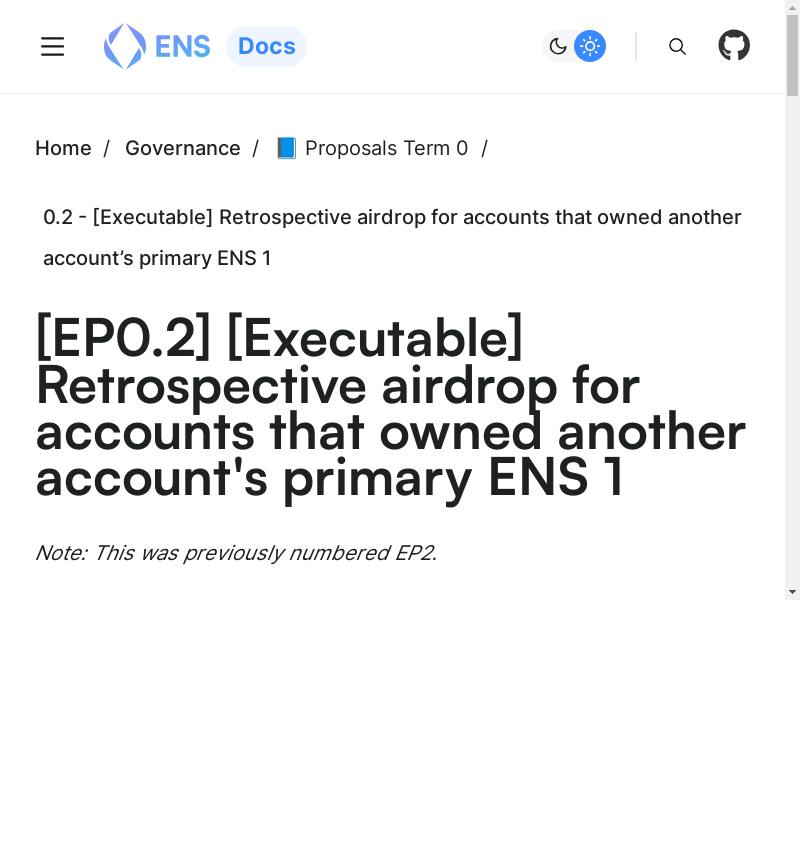 ENS Docs
Home / Governance / 📘 Proposals Term 0 /
0.2 - [Executable] Retrospective airdrop for accounts that owned another
account’s primary ENS 1
[EP0.2] [Executable]
Retrospective airdrop for
accounts that owned another
account's primary ENS 1
Note: This was previously numbered EP2.